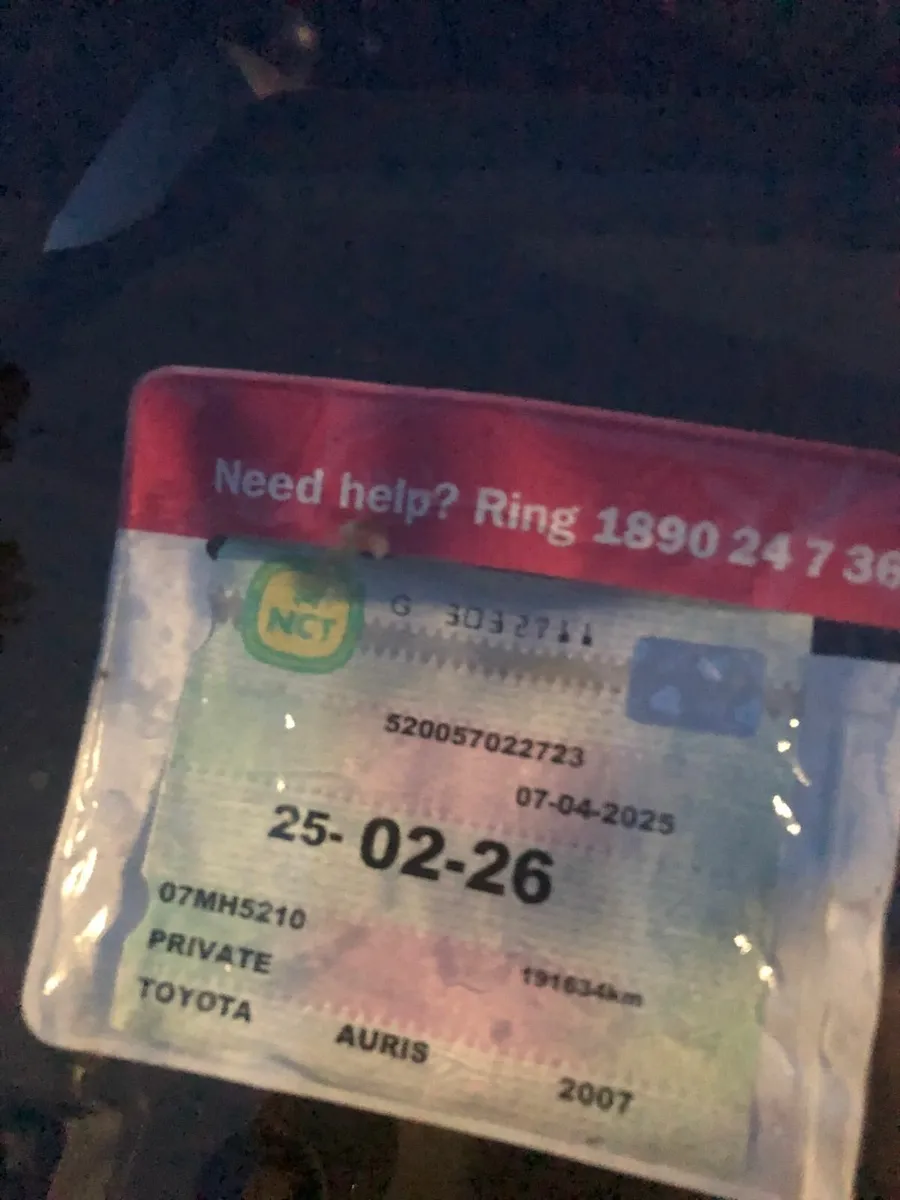 Need help? Ring 1890 24 7 36
NCT
G 3032711
520057022723
07-04-2025
25-02-26
07MH5210
PRIVATE
191634km
TOYOTA
AURIS
2007